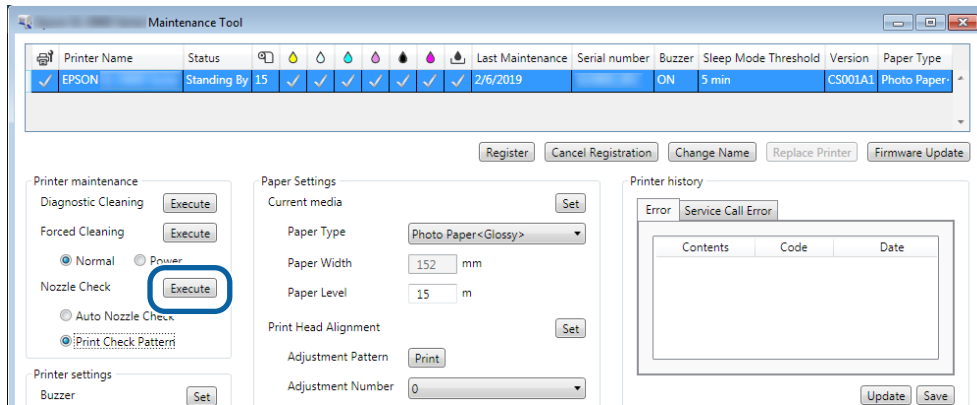 Maintenance Tool
Printer Name Status Last Maintenance Serial number Buzzer Sleep Mode Threshold Version Paper Type
EPSON Standing By 15 2/6/2019 ON 5 min CS001A1 Photo Paper
Register Cancel Registration Change Name Replace Printer Firmware Update
Printer maintenance
Diagnostic Cleaning Execute
Forced Cleaning Execute
Normal Power
Nozzle Check Execute
Auto Nozzle Check
Print Check Pattern
Printer settings
Buzzer Set
Paper Settings
Current media Set
Paper Type Photo Paper<Glossy>
Paper Width 152 mm
Paper Level 15 m
Print Head Alignment Set
Adjustment Pattern Print
Adjustment Number 0
Printer history
Error Service Call Error
Contents Code Date
Update Save